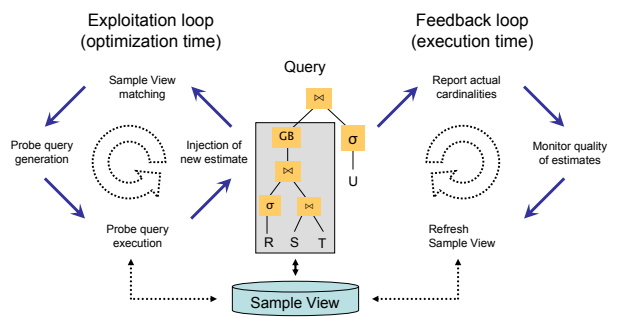 Exploitation loop
(optimization time)
Feedback loop
(execution time)
Query
Sample View
matching
Probe query
generation
Injection of
new estimate
Probe query
execution
⋈
GB
σ
⋈
U
σ
⋈
R S T
Report actual
cardinalities
Monitor quality
of estimates
Refresh
Sample View
Sample View